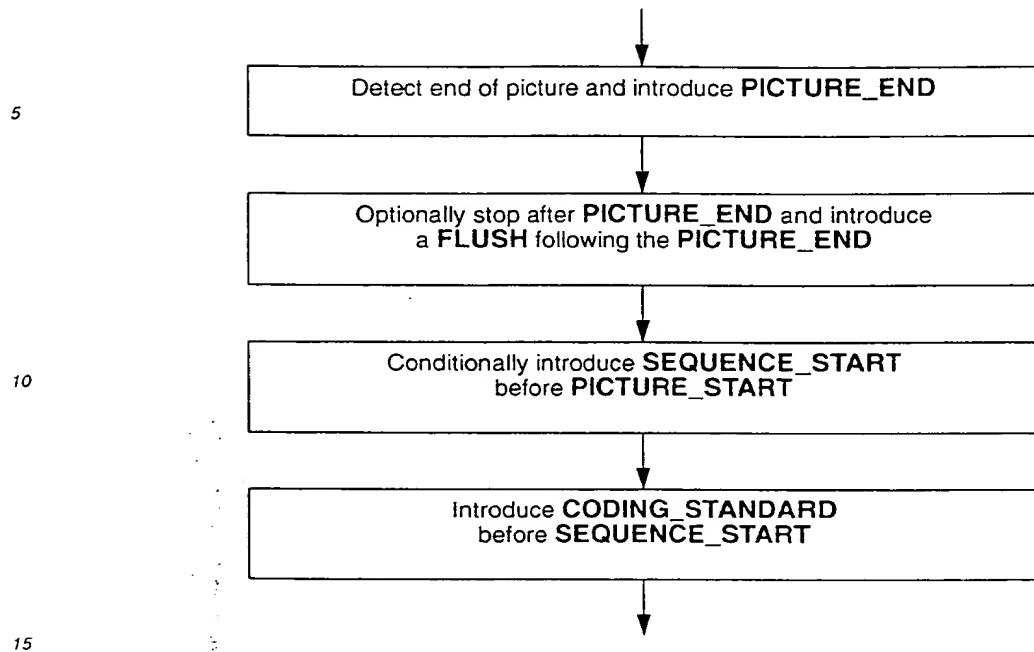 Detect end of picture and introduce PICTURE_END
5
Optionally stop after PICTURE_END and introduce
a FLUSH following the PICTURE_END
Conditionally introduce SEQUENCE_START
10
before PICTURE_START
Introduce CODING_STANDARD
before SEQUENCE_START
15